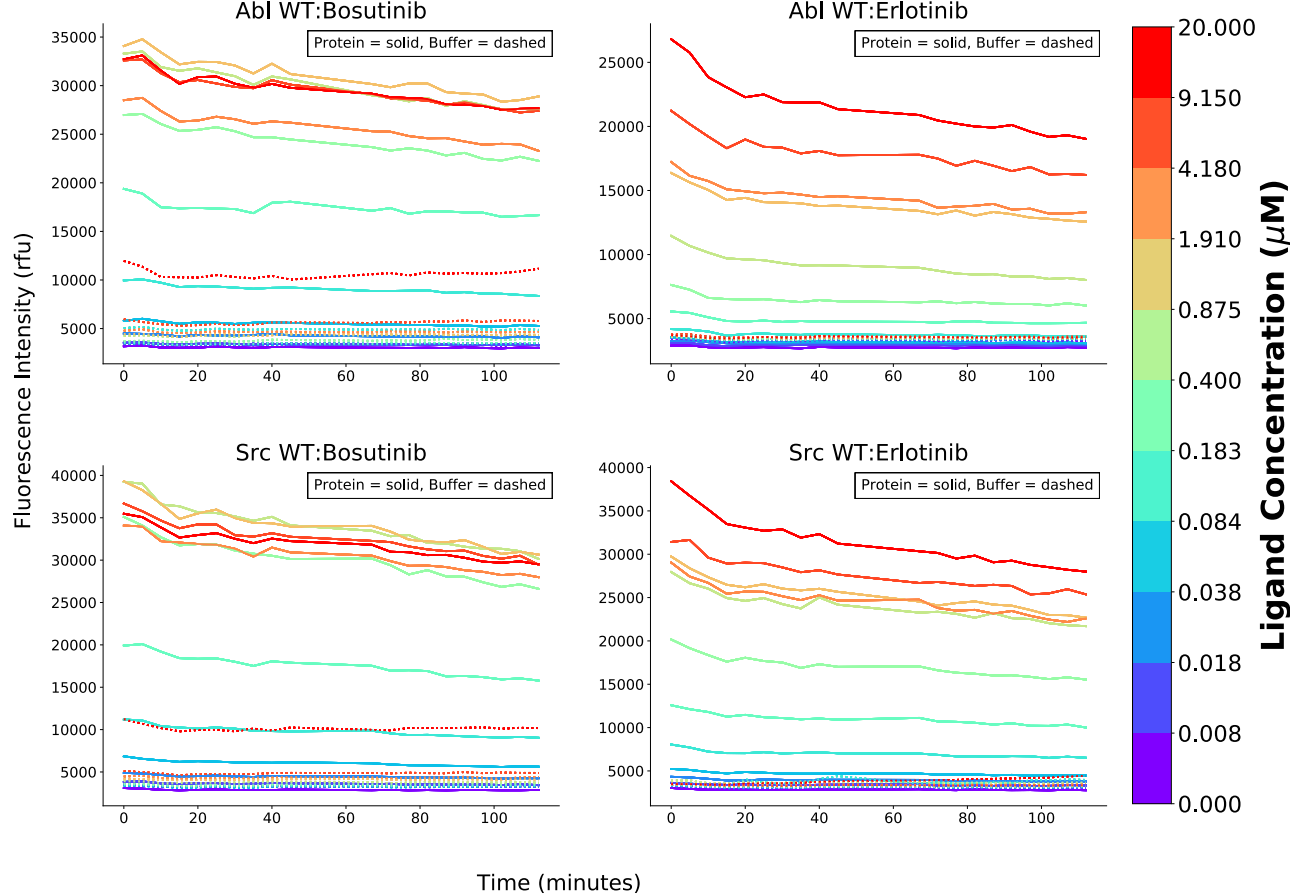 Abl WT:Bosutinib
Abl WT:Erlotinib
Protein = solid, Buffer = dashed
Protein = solid, Buffer = dashed
35000
30000
25000
20000
15000
10000
5000
0 20 40 60 80 100
25000
20000
15000
10000
5000
0 20 40 60 80 100
Src WT:Bosutinib
Src WT:Erlotinib
Protein = solid, Buffer = dashed
Protein = solid, Buffer = dashed
40000
35000
30000
25000
20000
15000
10000
5000
0 20 40 60 80 100
40000
35000
30000
25000
20000
15000
10000
5000
0 20 40 60 80 100
Fluorescence Intensity (rfu)
Time (minutes)
20.000
9.150
4.180
1.910
0.875
0.400
0.183
0.084
0.038
0.018
0.008
0.000
Ligand Concentration (μM)